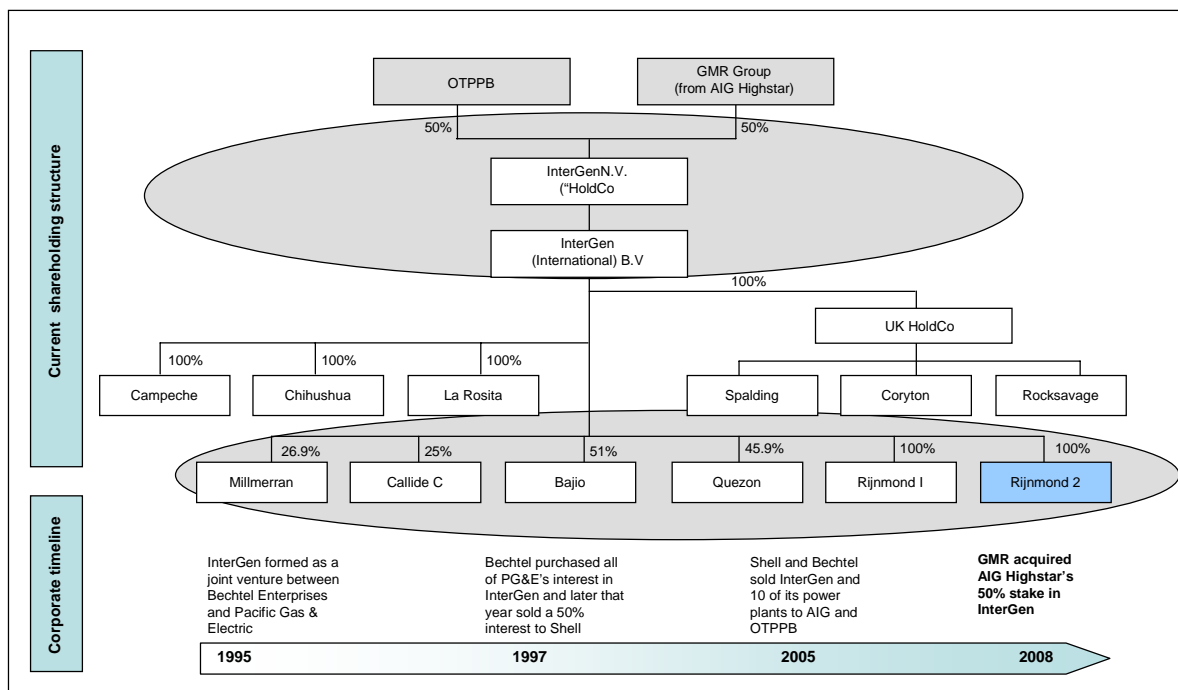 Current shareholding structure
OTPPB
GMR Group
(from AIG Highstar)
50%
50%
InterGenN.V.
(“HoldCo
InterGen
(International) B.V
100%
UK HoldCo
100%
100%
100%
Campeche
Chihushua
La Rosita
Spalding
Coryton
Rocksavage
26.9%
25%
51%
45.9%
100%
100%
Millmerran
Callide C
Bajio
Quezon
Rijnmond I
Rijnmond 2
Corporate timeline
InterGen formed as a
joint venture between
Bechtel Enterprises
and Pacific Gas &
Electric
Bechtel purchased all
of PG&E’s interest in
InterGen and later that
year sold a 50%
interest to Shell
Shell and Bechtel
sold InterGen and
10 of its power
plants to AIG and
OTPPB
GMR acquired
AIG Highstar’s
50% stake in
InterGen
1995
1997
2005
2008